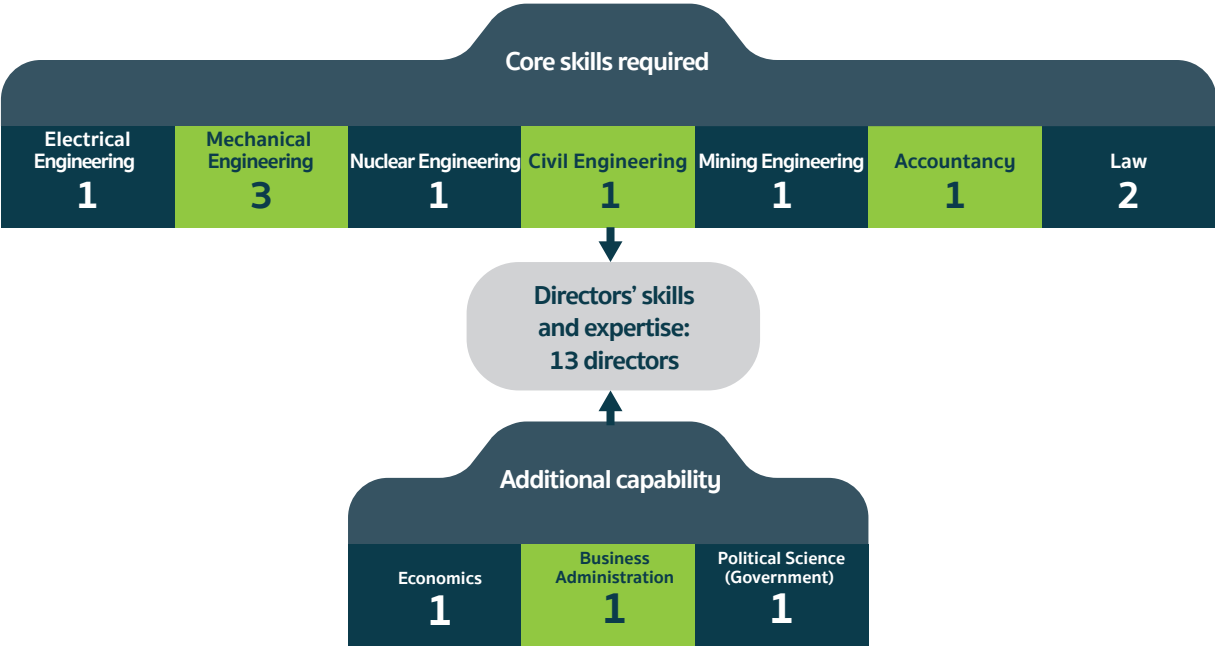 Core skills required
Electrical
Engineering
1
Mechanical
Engineering
3
Nuclear Engineering
1
Civil Engineering
1
Mining Engineering
1
Accountancy
1
Law
2
Directors’ skills
and expertise:
13 directors
Additional capability
Economics
1
Business
Administration
1
Political Science
(Government)
1